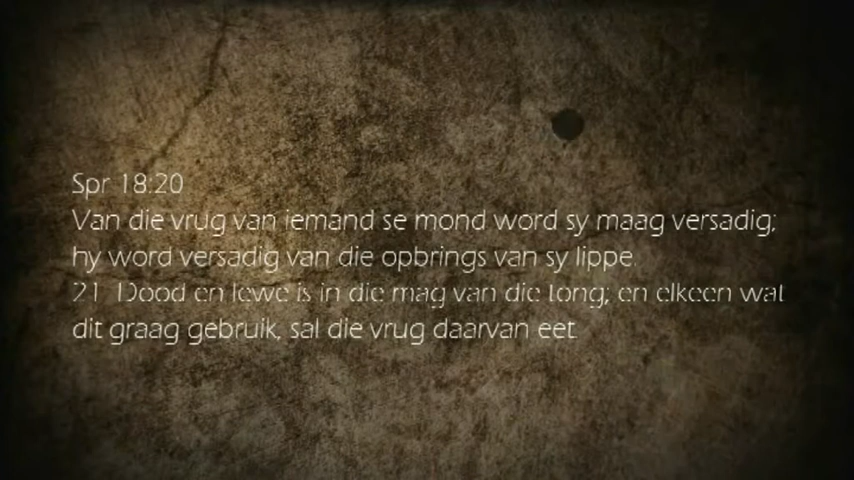 Spr 18:20
Van die vrug van iemand se mond word sy maag versadig;
hy word versadig van die opbrings van sy lippe.
21 Dood en lewe is in die mag van die tong; en elkeen wat
dit graag gebruik, sal die vrug daarvan eet.